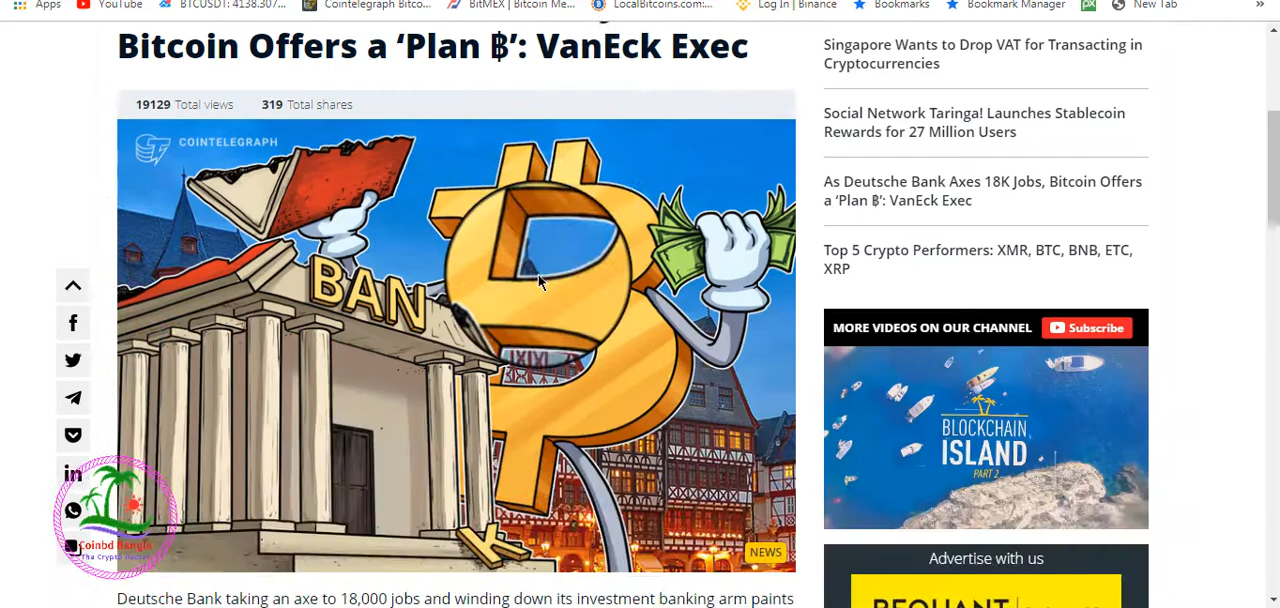 Apps
YouTube
BTCUSDT: 4138.307...
Cointelegraph Bitco...
BitMEX | Bitcoin Me...
LocalBitcoins.com:...
Log In | Binance
Bookmarks
Bookmark Manager
px
New Tab
»
Bitcoin Offers a ‘Plan ₿’: VanEck Exec
19129 Total views 319 Total shares
COINTELEGRAPH
BAN
K
NEWS
in
Coinbd Bangla
Deutsche Bank taking an axe to 18,000 jobs and winding down its investment banking arm paints
Singapore Wants to Drop VAT for Transacting in
Cryptocurrencies
Social Network Taringa! Launches Stablecoin
Rewards for 27 Million Users
As Deutsche Bank Axes 18K Jobs, Bitcoin Offers
a ‘Plan ₿’: VanEck Exec
Top 5 Crypto Performers: XMR, BTC, BNB, ETC,
XRP
MORE VIDEOS ON OUR CHANNEL Subscribe
BLOCKCHAIN
ISLAND
PART 2
Advertise with us
BEQUANT